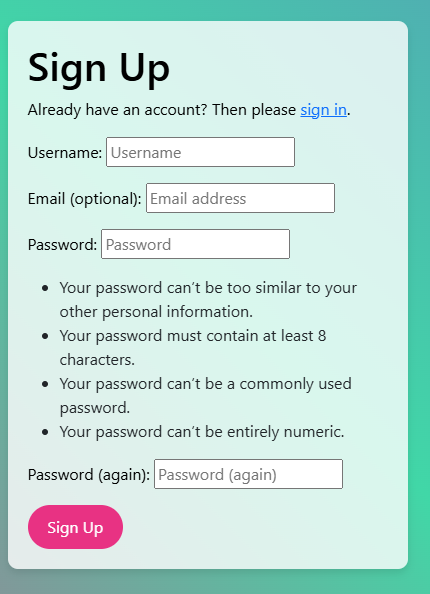 Sign Up
Already have an account? Then please sign in.
Username: Username
Email (optional): Email address
Password: Password
Your password can’t be too similar to your
other personal information.
Your password must contain at least 8
characters.
Your password can’t be a commonly used
password.
Your password can’t be entirely numeric.
Password (again): Password (again)
Sign Up